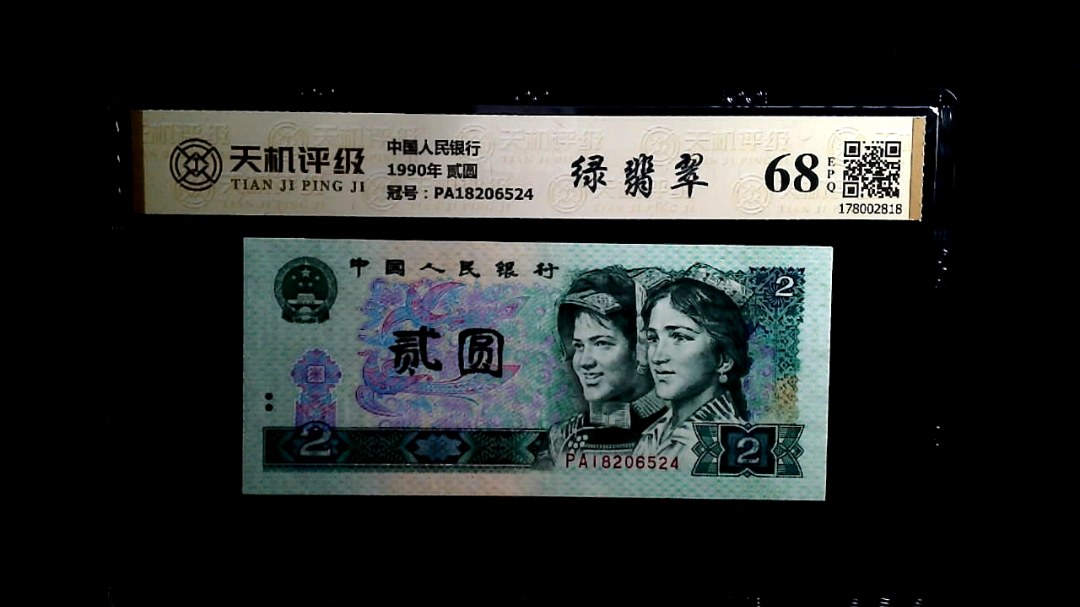 天机评级
TIAN JI PING JI
中国人民银行
1990年 贰圆
冠号：PA18206524
绿翡翠
68
EPQ
178002818
中国人民银行
2
贰圆
2
PA18206524
2